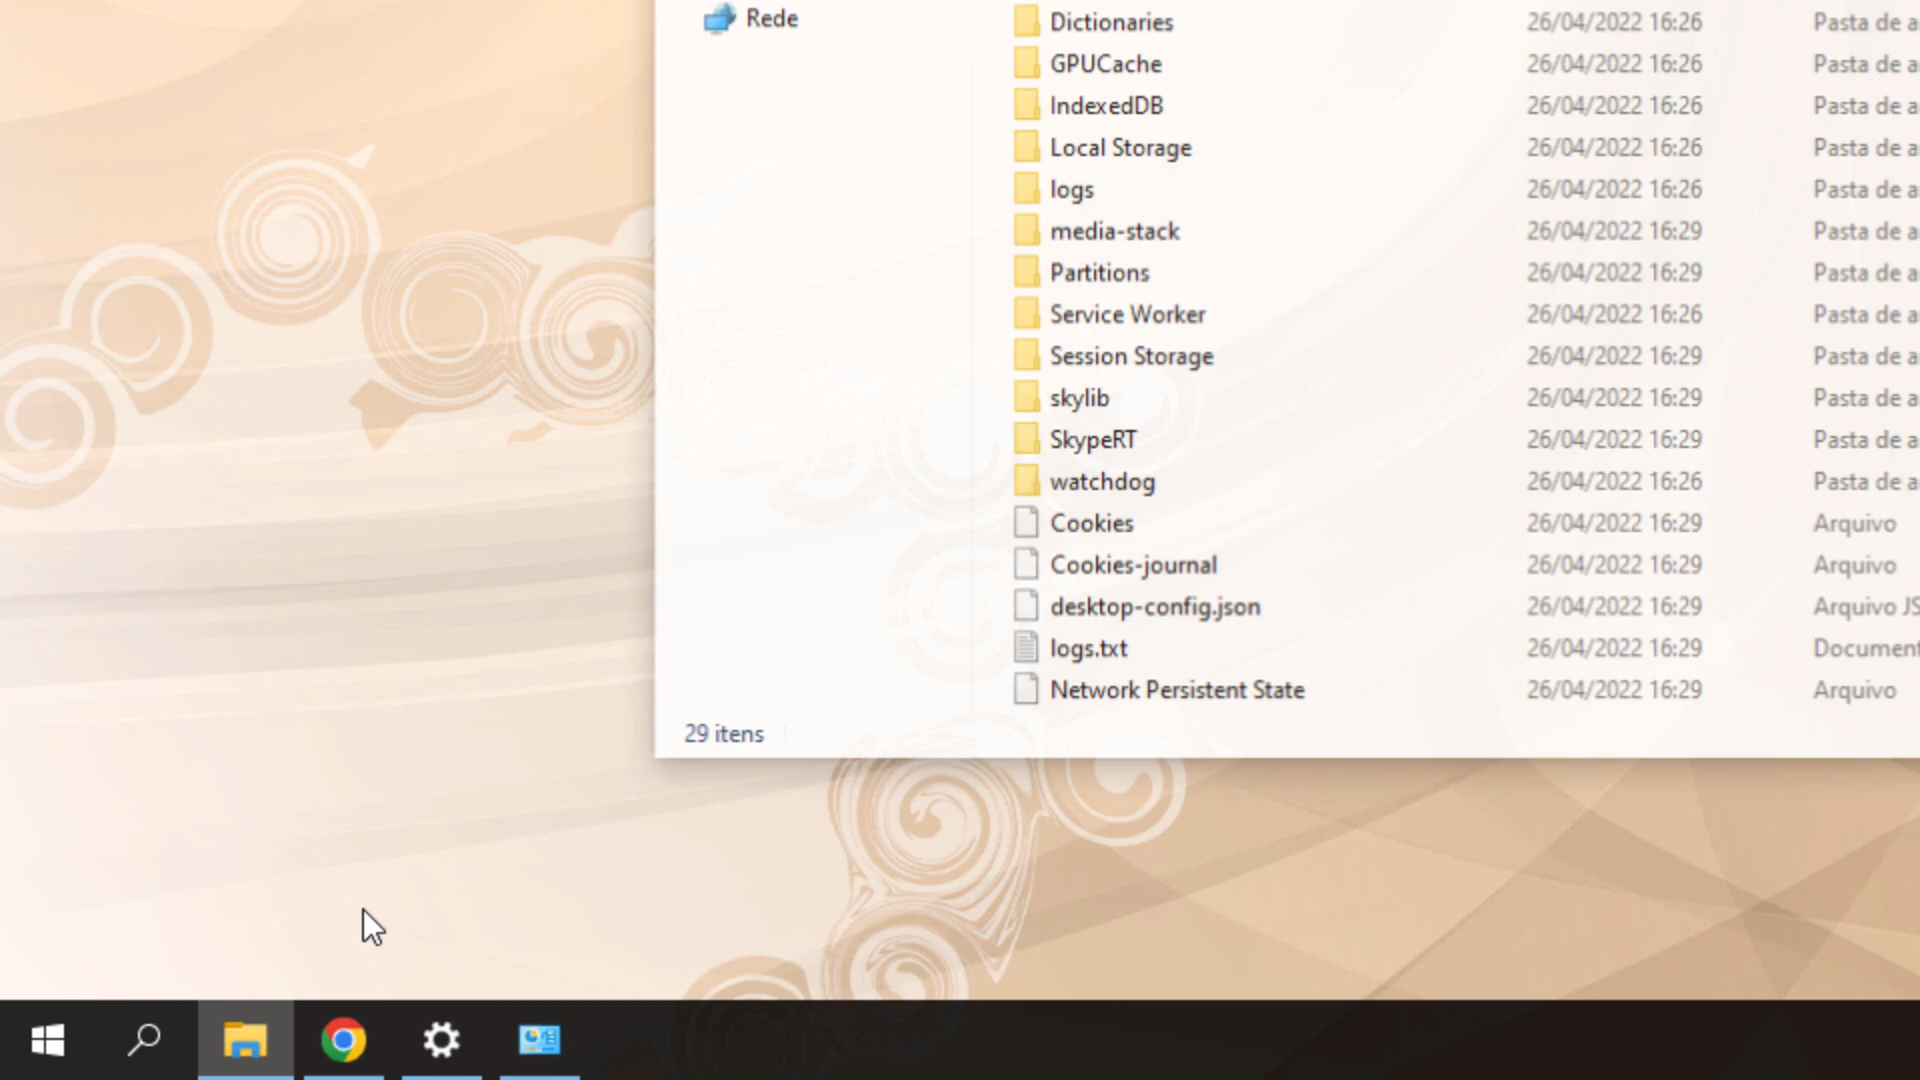 Rede
Dictionaries 26/04/2022 16:26 Pasta de a
GPUCache 26/04/2022 16:26 Pasta de a
IndexedDB 26/04/2022 16:26 Pasta de a
Local Storage 26/04/2022 16:26 Pasta de a
logs 26/04/2022 16:26 Pasta de a
media-stack 26/04/2022 16:29 Pasta de a
Partitions 26/04/2022 16:29 Pasta de a
Service Worker 26/04/2022 16:26 Pasta de a
Session Storage 26/04/2022 16:29 Pasta de a
skylib 26/04/2022 16:29 Pasta de a
SkypeRT 26/04/2022 16:29 Pasta de a
watchdog 26/04/2022 16:26 Pasta de a
Cookies 26/04/2022 16:29 Arquivo
Cookies-journal 26/04/2022 16:29 Arquivo
desktop-config.json 26/04/2022 16:29 Arquivo JS
logs.txt 26/04/2022 16:29 Document
Network Persistent State 26/04/2022 16:29 Arquivo
29 itens